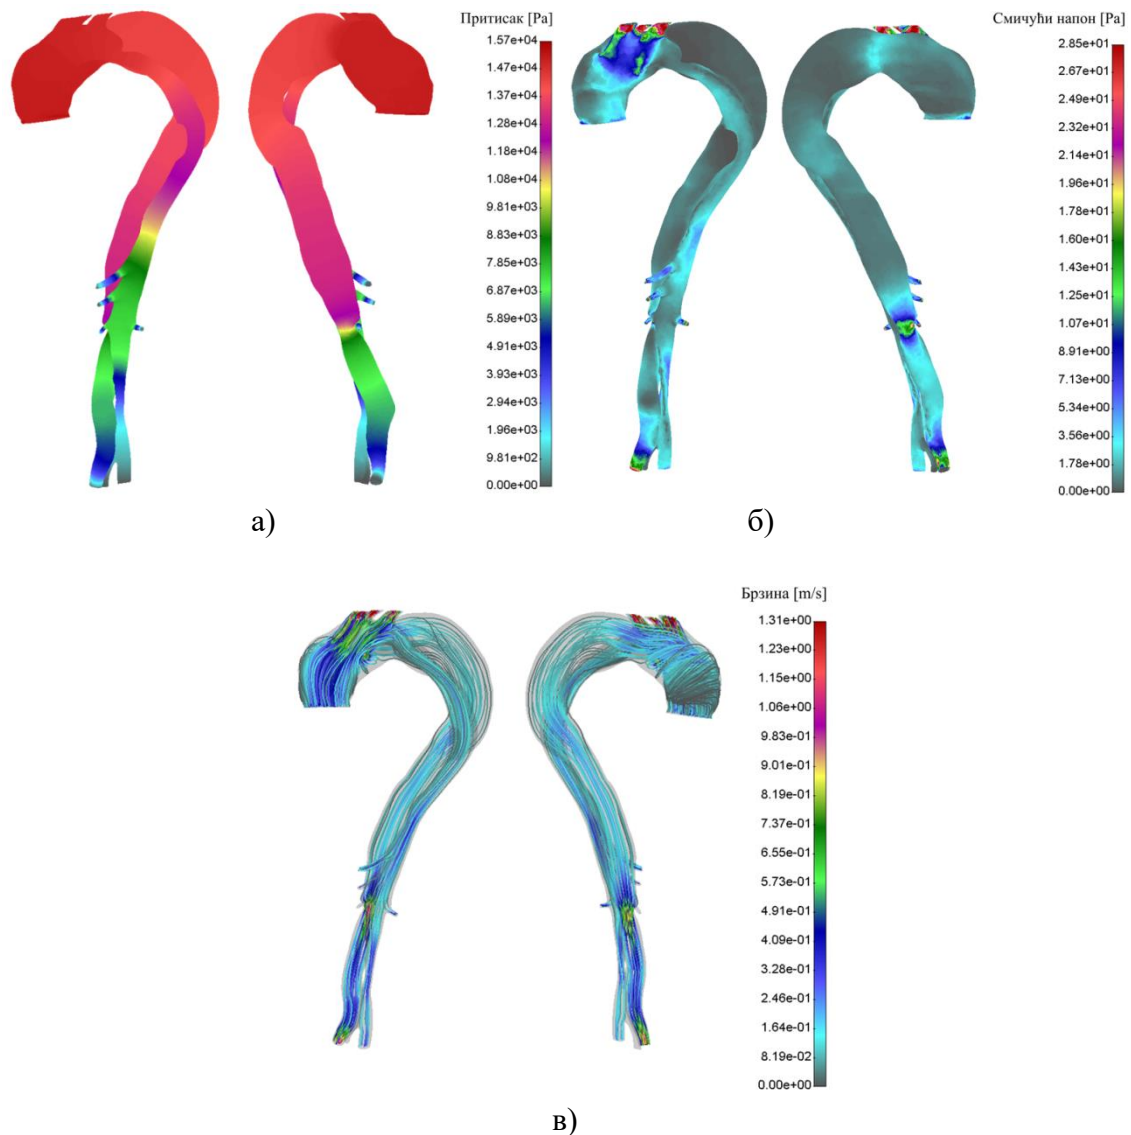 Притисак [Pa]
1.57e+04
1.47e+04
1.37e+04
1.28e+04
1.18e+04
1.08e+04
9.81e+03
8.83e+03
7.85e+03
6.87e+03
5.89e+03
4.91e+03
3.93e+03
2.94e+03
1.96e+03
9.81e+02
0.00e+00
а)
Смичући напон [Pa]
2.85e+01
2.67e+01
2.49e+01
2.32e+01
2.14e+01
1.96e+01
1.78e+01
1.60e+01
1.43e+01
1.25e+01
1.07e+01
8.91e+00
7.13e+00
5.34e+00
3.56e+00
1.78e+00
0.00e+00
б)
Брзина [m/s]
1.31e+00
1.23e+00
1.15e+00
1.06e+00
9.83e-01
9.01e-01
8.19e-01
7.37e-01
6.55e-01
5.73e-01
4.91e-01
4.09e-01
3.28e-01
2.46e-01
1.64e-01
8.19e-02
0.00e+00
в)